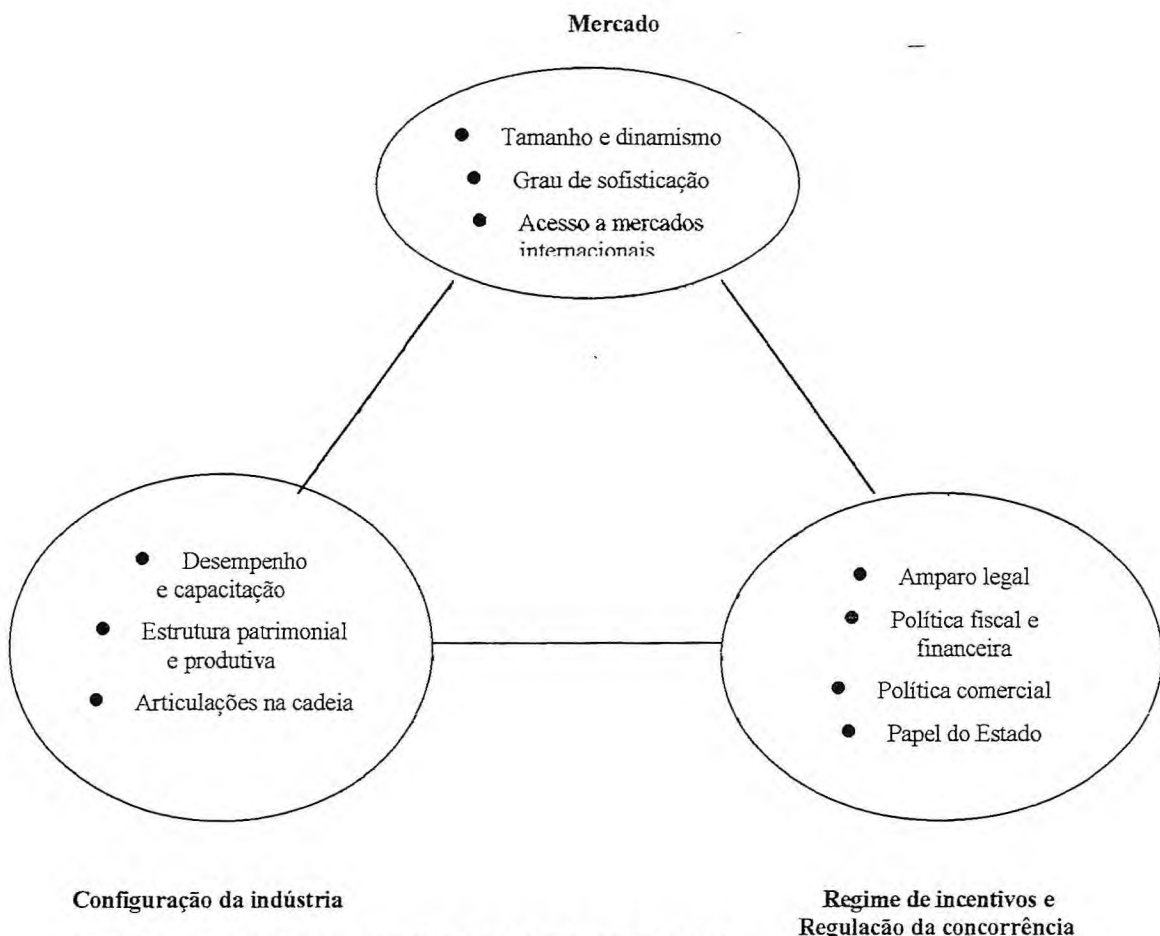 Mercado
● Tamanho e dinamismo
● Grau de sofisticação
● Acesso a mercados
internacionais
● Desempenho
e capacitação
● Estrutura patrimonial
e produtiva
● Articulações na cadeia
● Amparo legal
● Política fiscal e
financeira
● Política comercial
● Papel do Estado
Configuração da indústria
Regime de incentivos e
Regulação da concorrência